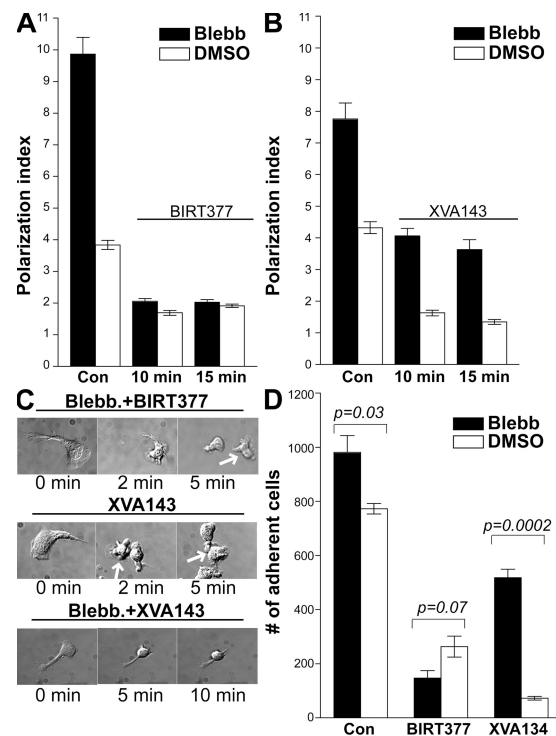 A
Blebb
DMSO
Polarization index
11
10
9
8
7
6
5
4
3
2
1
0
BIRT377
Con 10 min 15 min
B
Blebb
DMSO
Polarization index
11
10
9
8
7
6
5
4
3
2
1
0
XVA143
Con 10 min 15 min
C
Blebb.+BIRT377
0 min 2 min 5 min
XVA143
0 min 2 min 5 min
Blebb.+XVA143
0 min 5 min 10 min
D
Blebb
DMSO
# of adherent cells
1200
1000
800
600
400
200
0
p=0.03
p=0.07
p=0.0002
Con BIRT377 XVA134